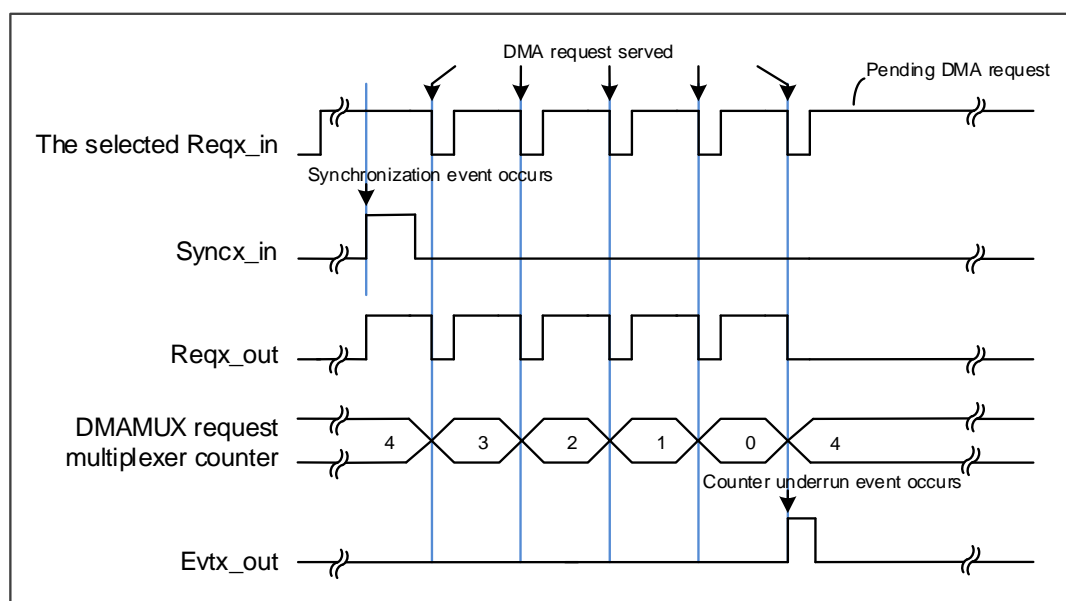 DMA request served
Pending DMA request
The selected Reqx_in
Synchronization event occurs
Syncx_in
Reqx_out
DMAMUX request
multiplexer counter
4 3 2 1 0 4
Counter underrun event occurs
Evtx_out